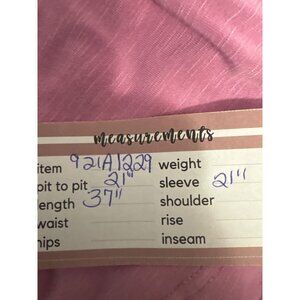 measurements
item 921A1229 weight
pit to pit 21" sleeve 21"
length 37" shoulder
waist rise
hips inseam